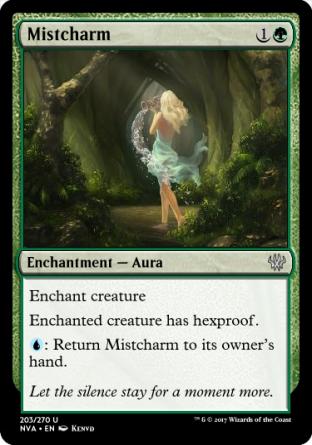 Mistcharm 1
Enchantment — Aura
Enchant creature
Enchanted creature has hexproof.
: Return Mistcharm to its owner's
hand.
Let the silence stay for a moment more.
203/270 U
NVA • EN Kenvd
™ & © 2017 Wizards of the Coast